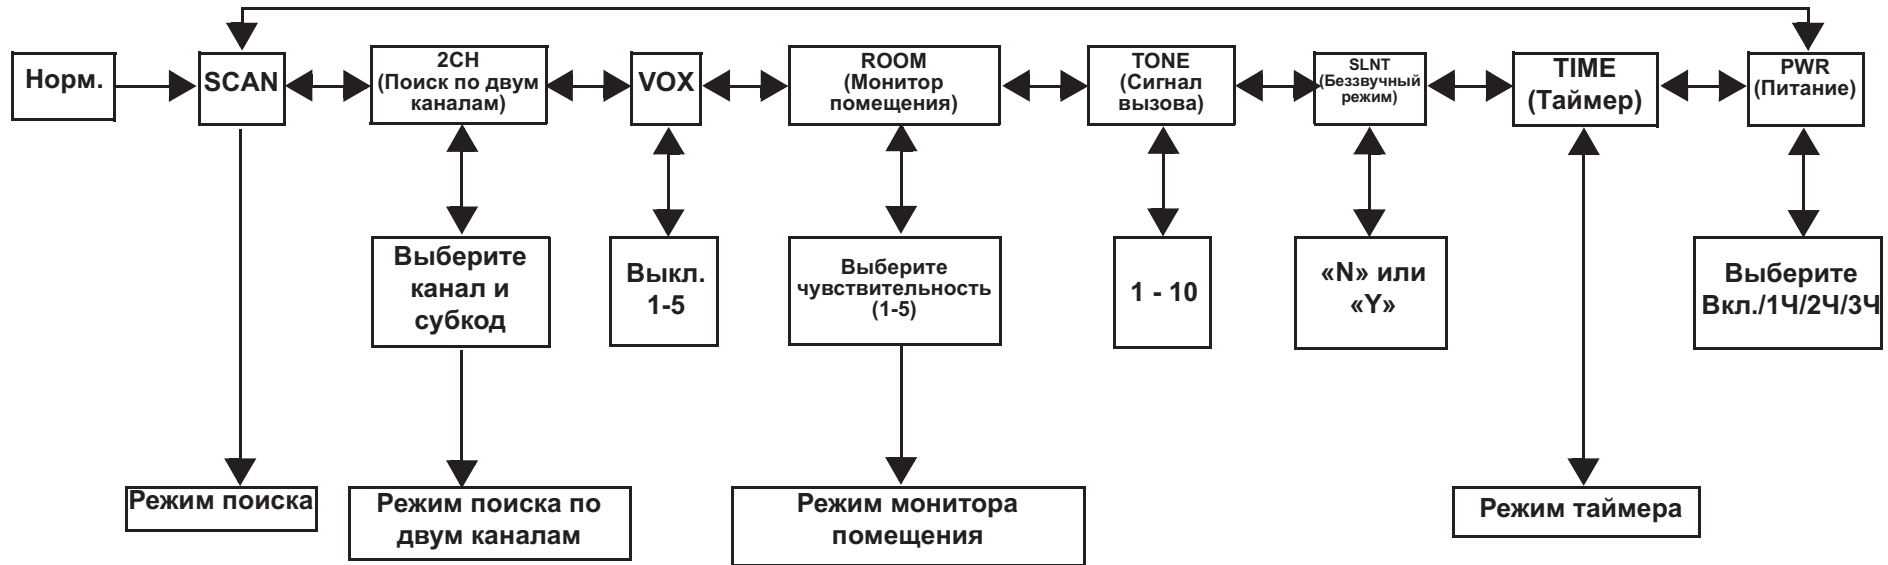 Норм.
SCAN
2CH
(Поиск по двум
каналам)
VOX
ROOM
(Монитор
помещения)
TONE
(Сигнал
вызова)
SLNT
(Беззвучный
режим)
TIME
(Таймер)
PWR
(Питание)
Выберите
канал и
субкод
Выкл.
1-5
Выберите
чувствительность
(1-5)
1 - 10
«N» или
«Y»
Выберите
Вкл./1Ч/2Ч/3Ч
Режим поиска
Режим поиска по
двум каналам
Режим монитора
помещения
Режим таймера